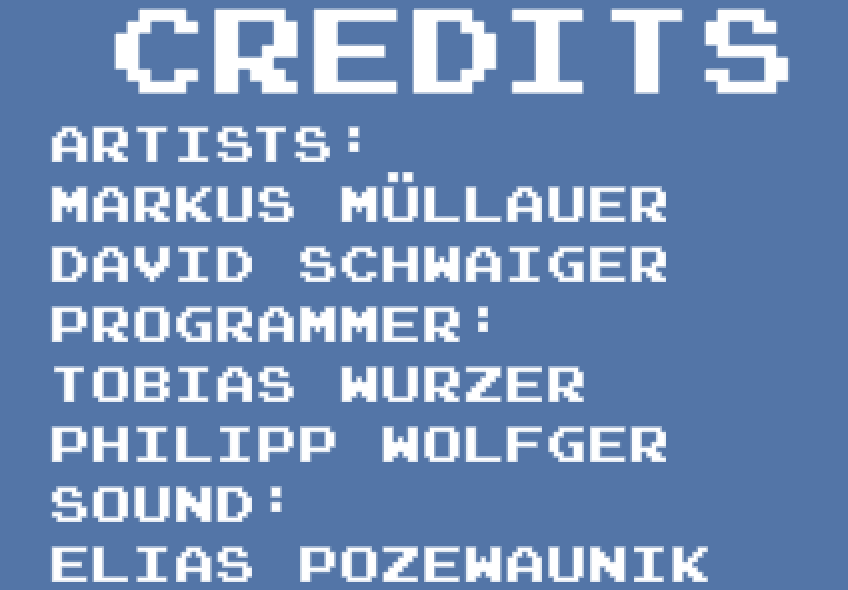 CREDITS
ARTISTS:
MARKUS MÜLLAUER
DAVID SCHWAIGER
PROGRAMMER:
TOBIAS WURZER
PHILIPP WOLFGER
SOUND:
ELIAS POZEWAUNIK